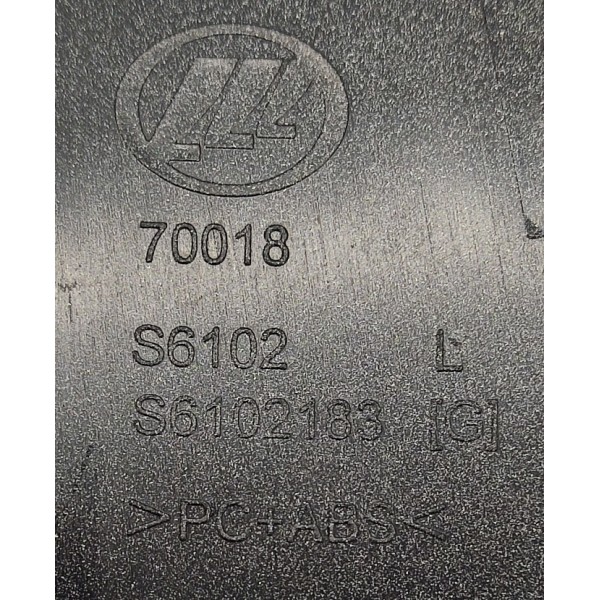 70018
S6102 L
S6102183 [G]
>PC+ABS<